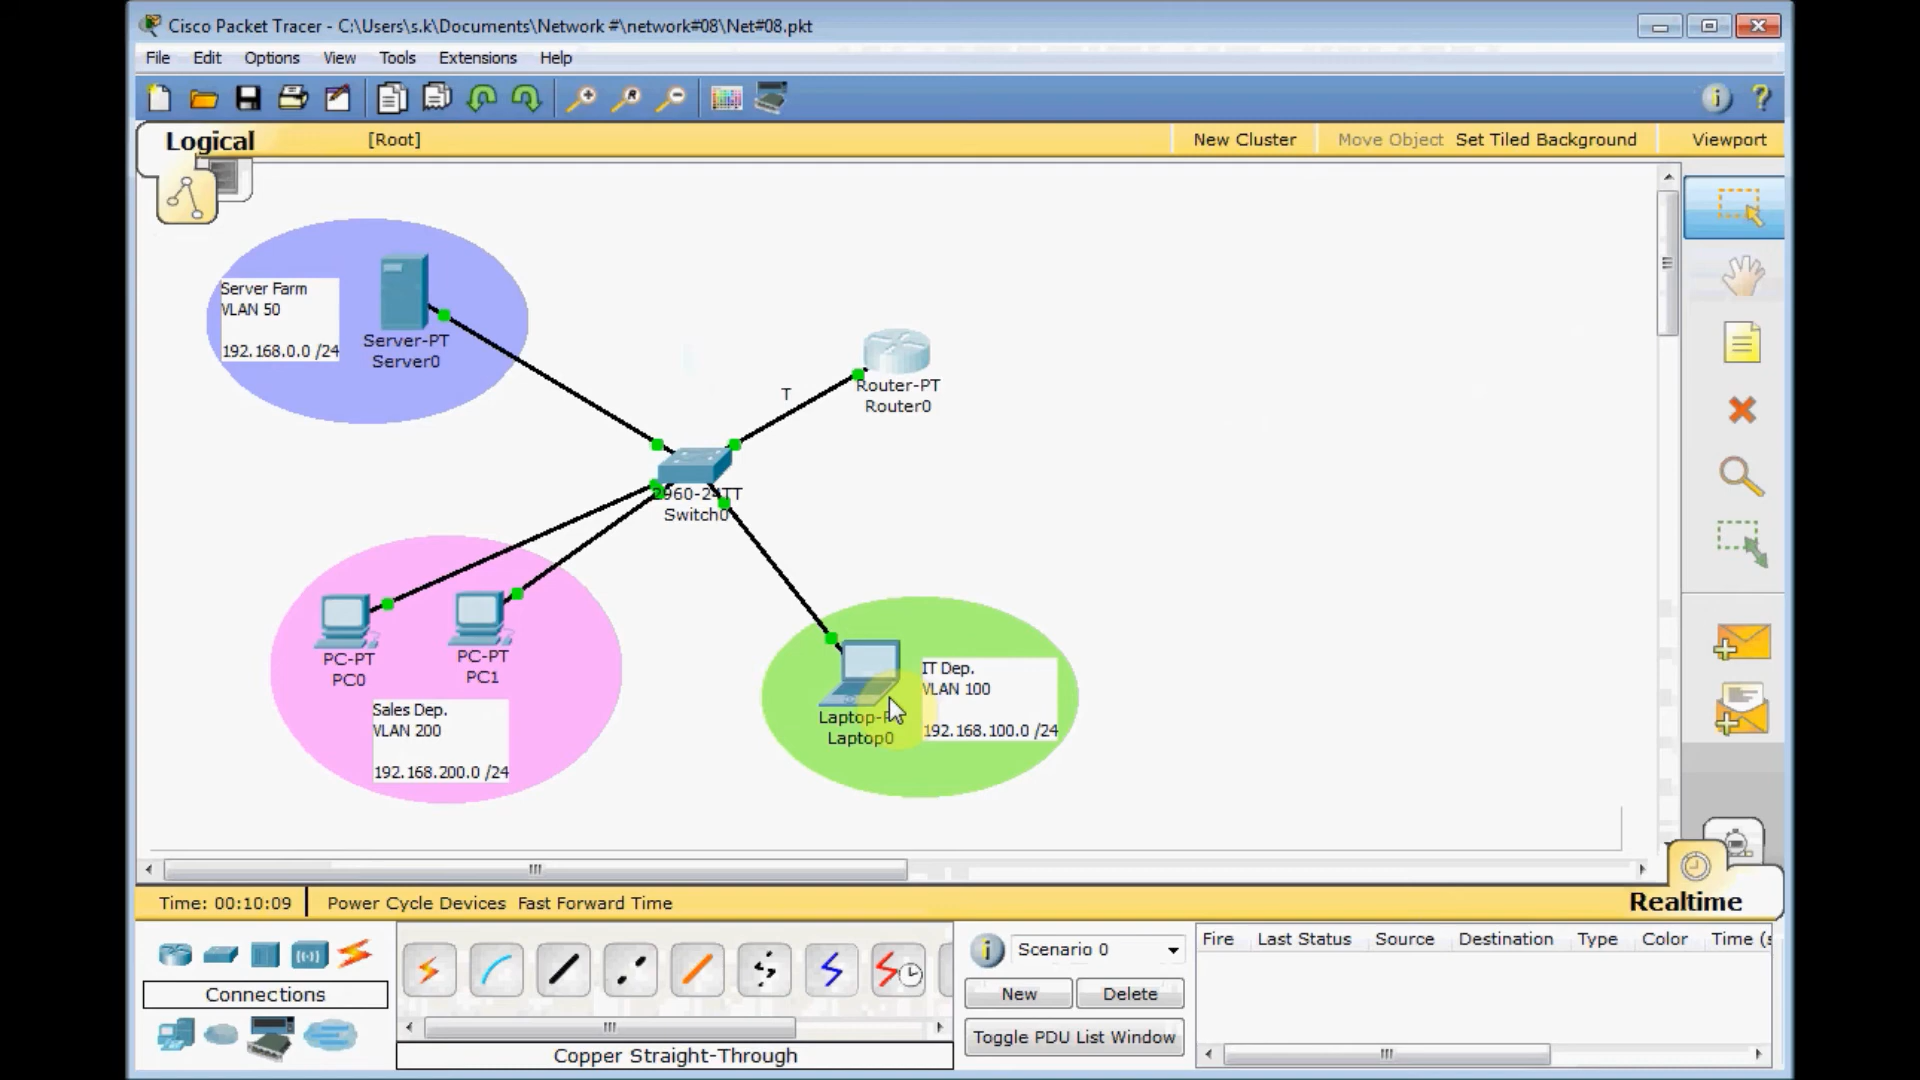 Cisco Packet Tracer - C:\Users\s.k\Documents\Network #\network#08\Net#08.pkt
File Edit Options View Tools Extensions Help
Logical [Root] New Cluster Move Object Set Tiled Background Viewport
Server Farm
VLAN 50
192.168.0.0 /24
Server-PT
Server0
T
Router-PT
Router0
2960-24TT
Switch0
PC-PT
PC0
PC-PT
PC1
Sales Dep.
VLAN 200
192.168.200.0 /24
Laptop0
IT Dep.
VLAN 100
192.168.100.0 /24
Time: 00:10:09 Power Cycle Devices Fast Forward Time
Realtime
Connections
Copper Straight-Through
Scenario 0
New Delete
Toggle PDU List Window
Fire Last Status Source Destination Type Color Time (s